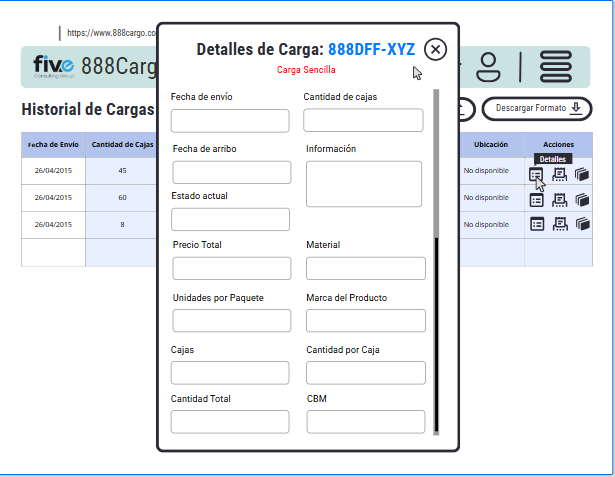 https://www.888cargo.co
five
Consulting Group
888Carg
Historial de Cargas
Descargar Formato
Fecha de Envío Cantidad de Cajas Ubicación Acciones
Detalles
26/04/2015 45 No disponible
26/04/2015 60 No disponible
26/04/2015 8 No disponible
Detalles de Carga: 888DFF-XYZ
Carga Sencilla
Fecha de envío Cantidad de cajas
Fecha de arribo Información
Estado actual
Precio Total Material
Unidades por Paquete Marca del Producto
Cajas Cantidad por Caja
Cantidad Total CBM